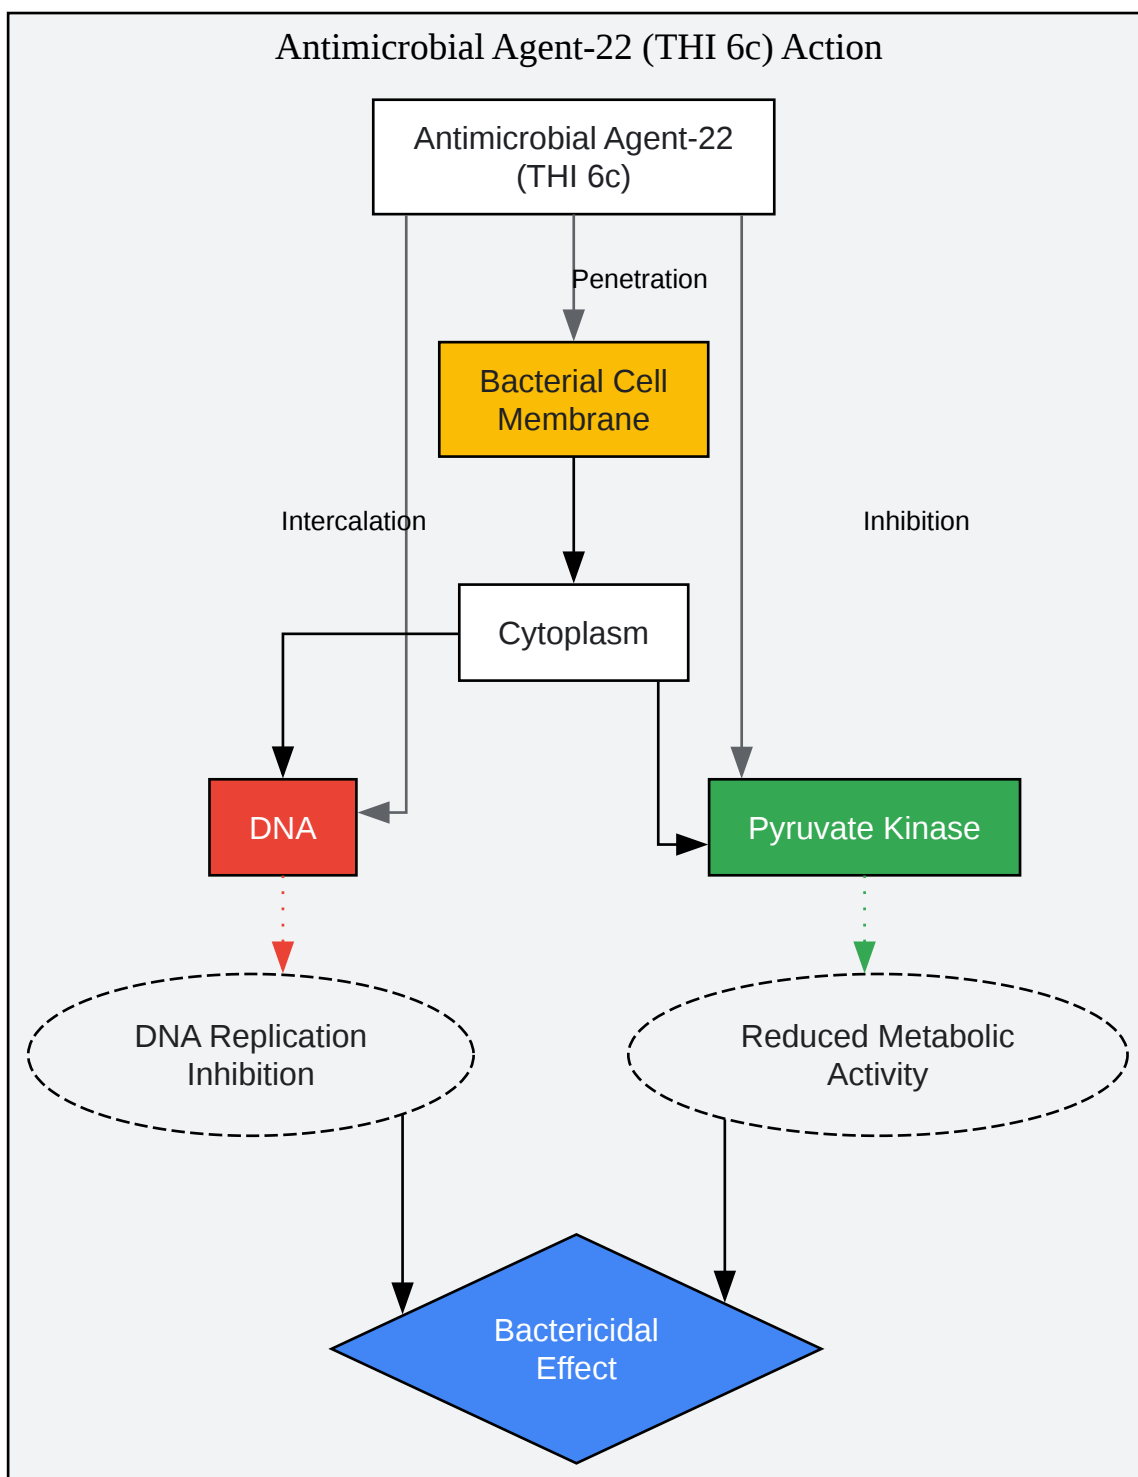 Antimicrobial Agent-22 (THI 6c) Action
Antimicrobial Agent-22
(THI 6c)
Penetration
Bacterial Cell
Membrane
Intercalation
Inhibition
Cytoplasm
DNA
Pyruvate Kinase
DNA Replication
Inhibition
Reduced Metabolic
Activity
Bactericidal
Effect